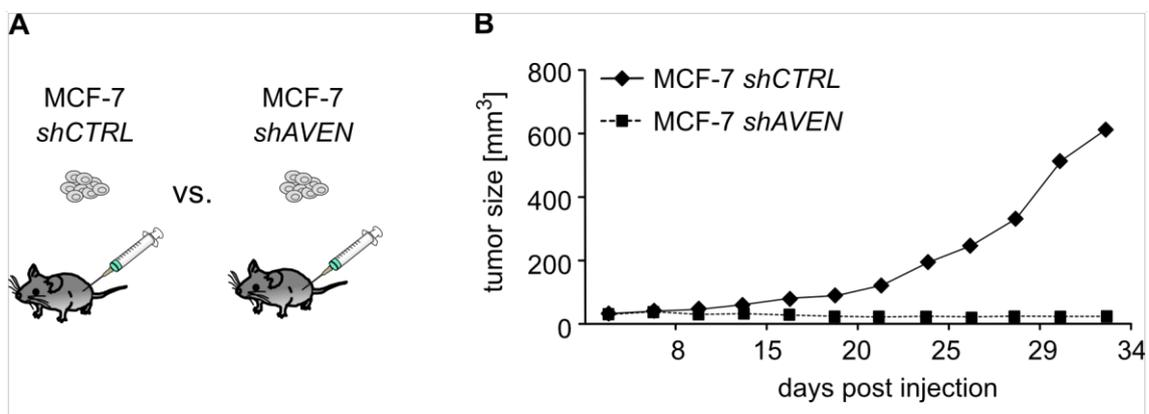 A
MCF-7
shCTRL
vs.
MCF-7
shAVEN
B
tumor size [mm³]
800
600
400
200
0
MCF-7 shCTRL
MCF-7 shAVEN
8 15 20 25 29 34
days post injection